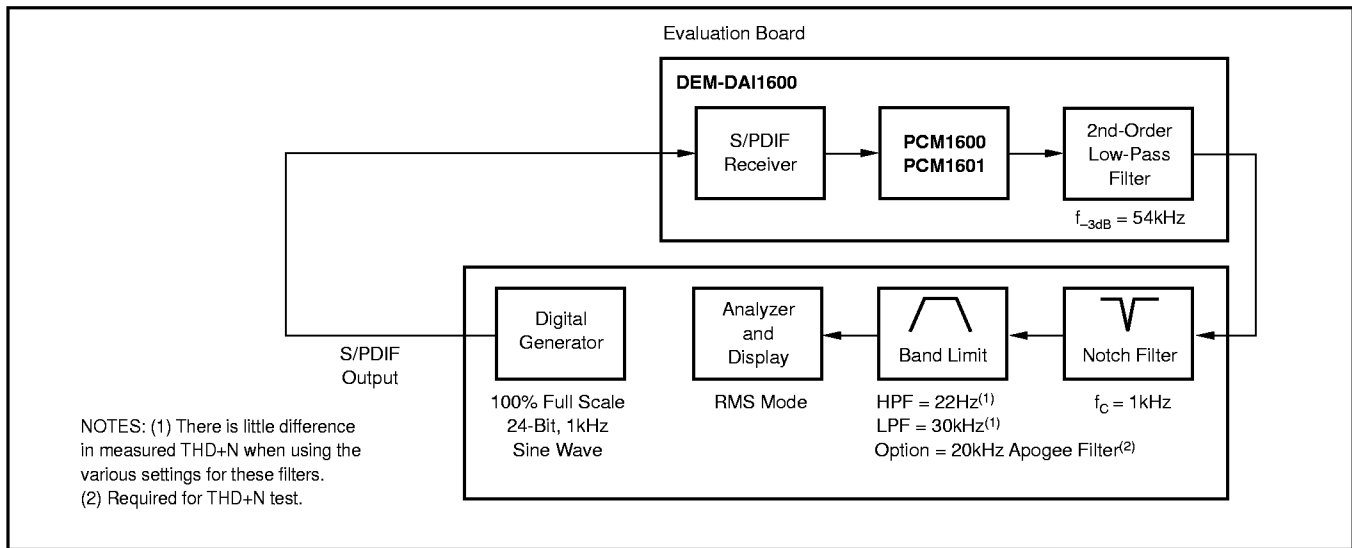 Evaluation Board
DEM-DAI1600
S/PDIF
Receiver
PCM1600
PCM1601
2nd-Order
Low-Pass
Filter
f–3dB = 54kHz
Digital
Generator
Analyzer
and
Display
Band Limit
Notch Filter
S/PDIF
Output
100% Full Scale
24-Bit, 1kHz
Sine Wave
RMS Mode
HPF = 22Hz(1)
LPF = 30kHz(1)
Option = 20kHz Apogee Filter(2)
fC = 1kHz
NOTES: (1) There is little difference
in measured THD+N when using the
various settings for these filters.
(2) Required for THD+N test.